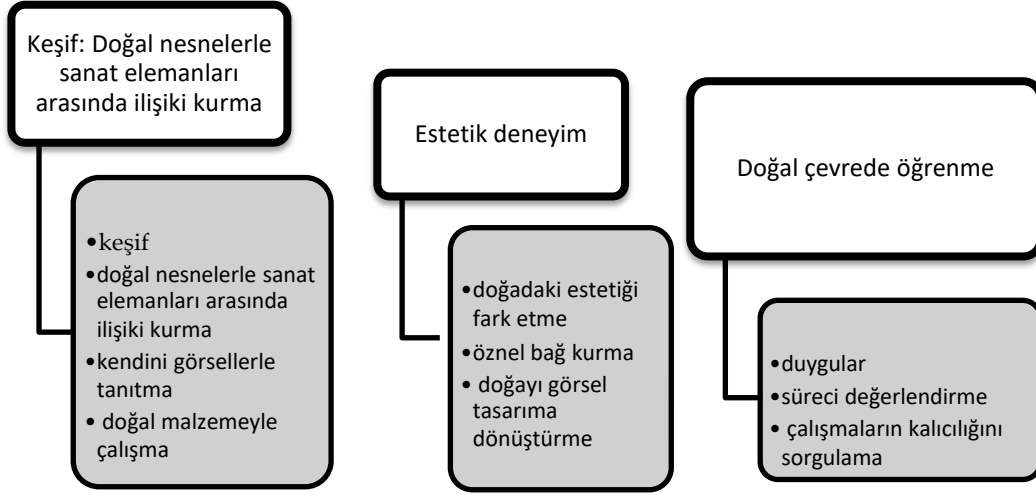 Keşif: Doğal nesnelerle
sanat elemanları
arasında ilişiki kurma
•keşif
•doğal nesnelerle sanat
elemanları arasında
ilişiki kurma
•kendini görsellerle
tanıtma
• doğal malzemeyle
çalışma
Estetik deneyim
•doğadaki estetiği
fark etme
•öznel bağ kurma
• doğayı görsel
tasarıma
dönüştürme
Doğal çevrede öğrenme
•duygular
•süreci değerlendirme
• çalışmaların kalıcılığını
sorgulama